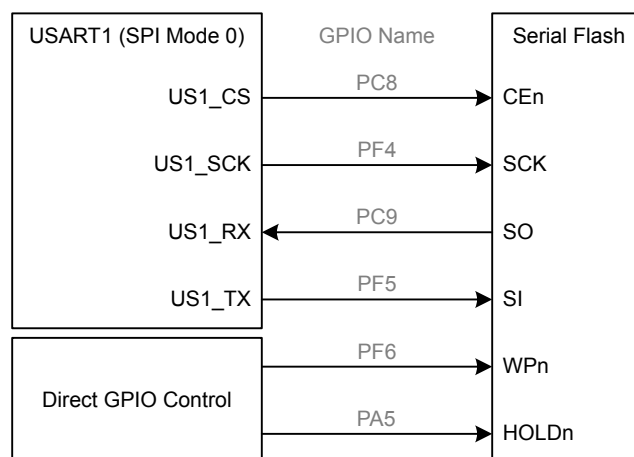 USART1 (SPI Mode 0) GPIO Name Serial Flash
US1_CS PC8 CEn
US1_SCK PF4 SCK
US1_RX PC9 SO
US1_TX PF5 SI
PF6 WPn
Direct GPIO Control
PA5 HOLDn